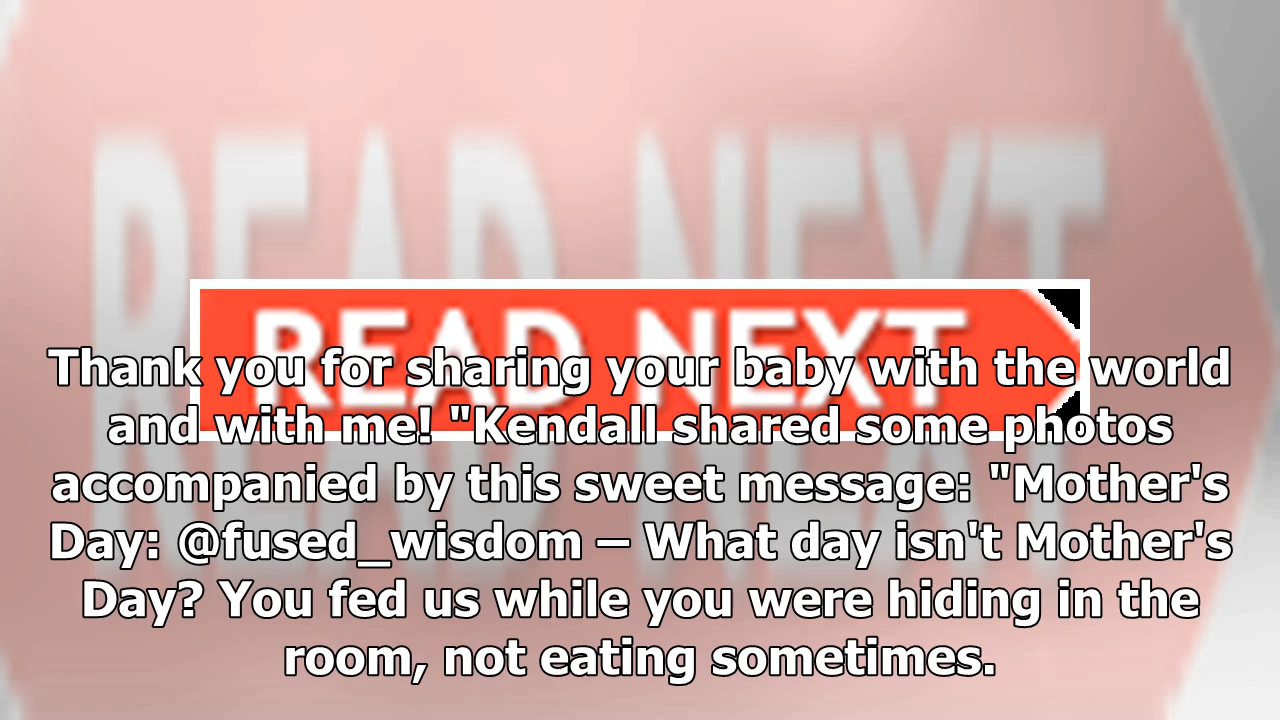 READ NEXT
READ NEXT
Thank you for sharing your baby with the world
and with me! "Kendall shared some photos
accompanied by this sweet message: "Mother's
Day: @fused_wisdom – What day isn't Mother's
Day? You fed us while you were hiding in the
room, not eating sometimes.